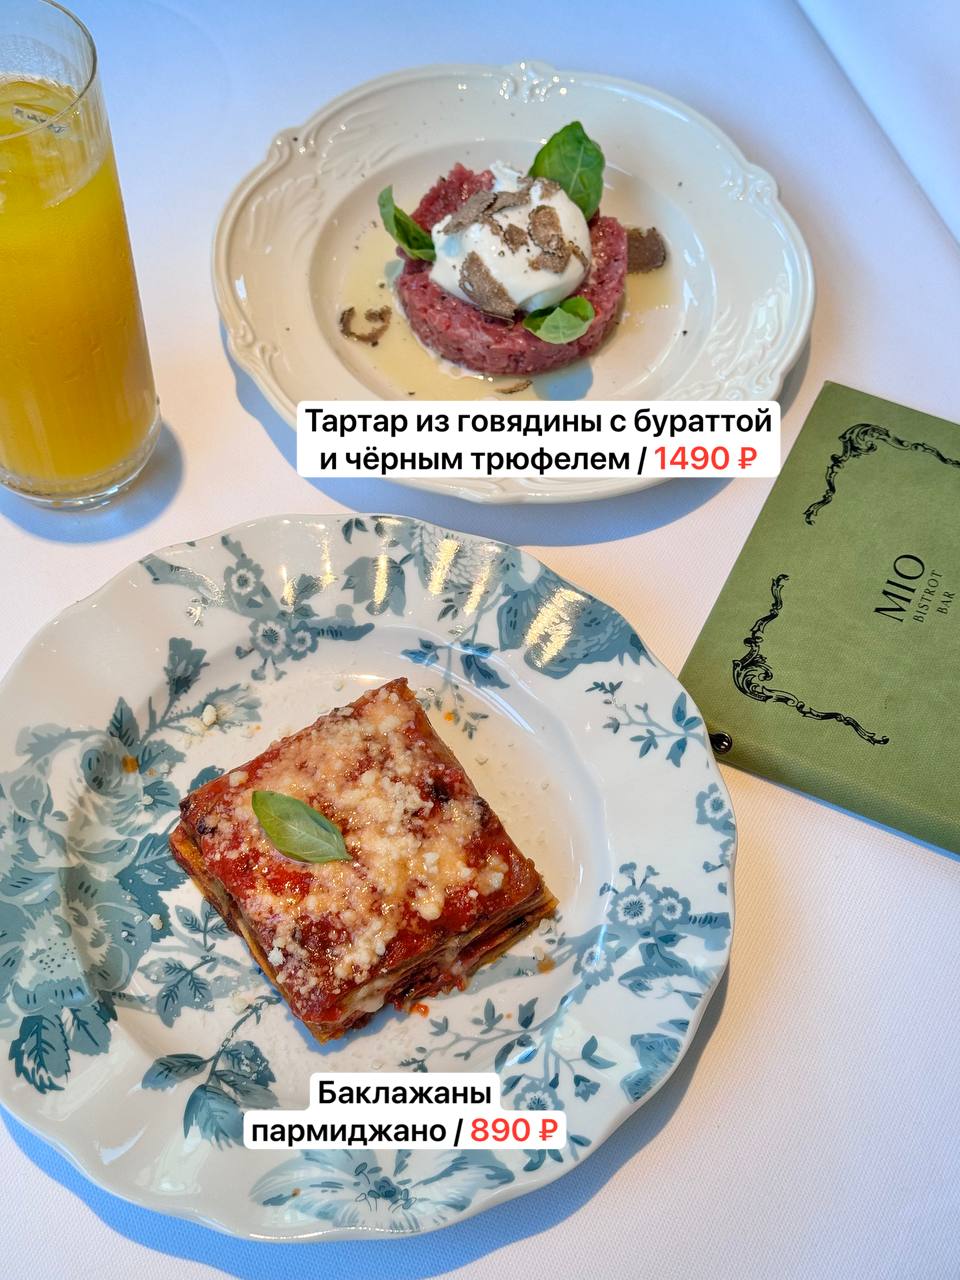 Тартар из говядины с бураттой
и чёрным трюфелем / 1490 ₽
MIO
BISTROT
BAR
Баклажаны
пармиджано / 890 ₽